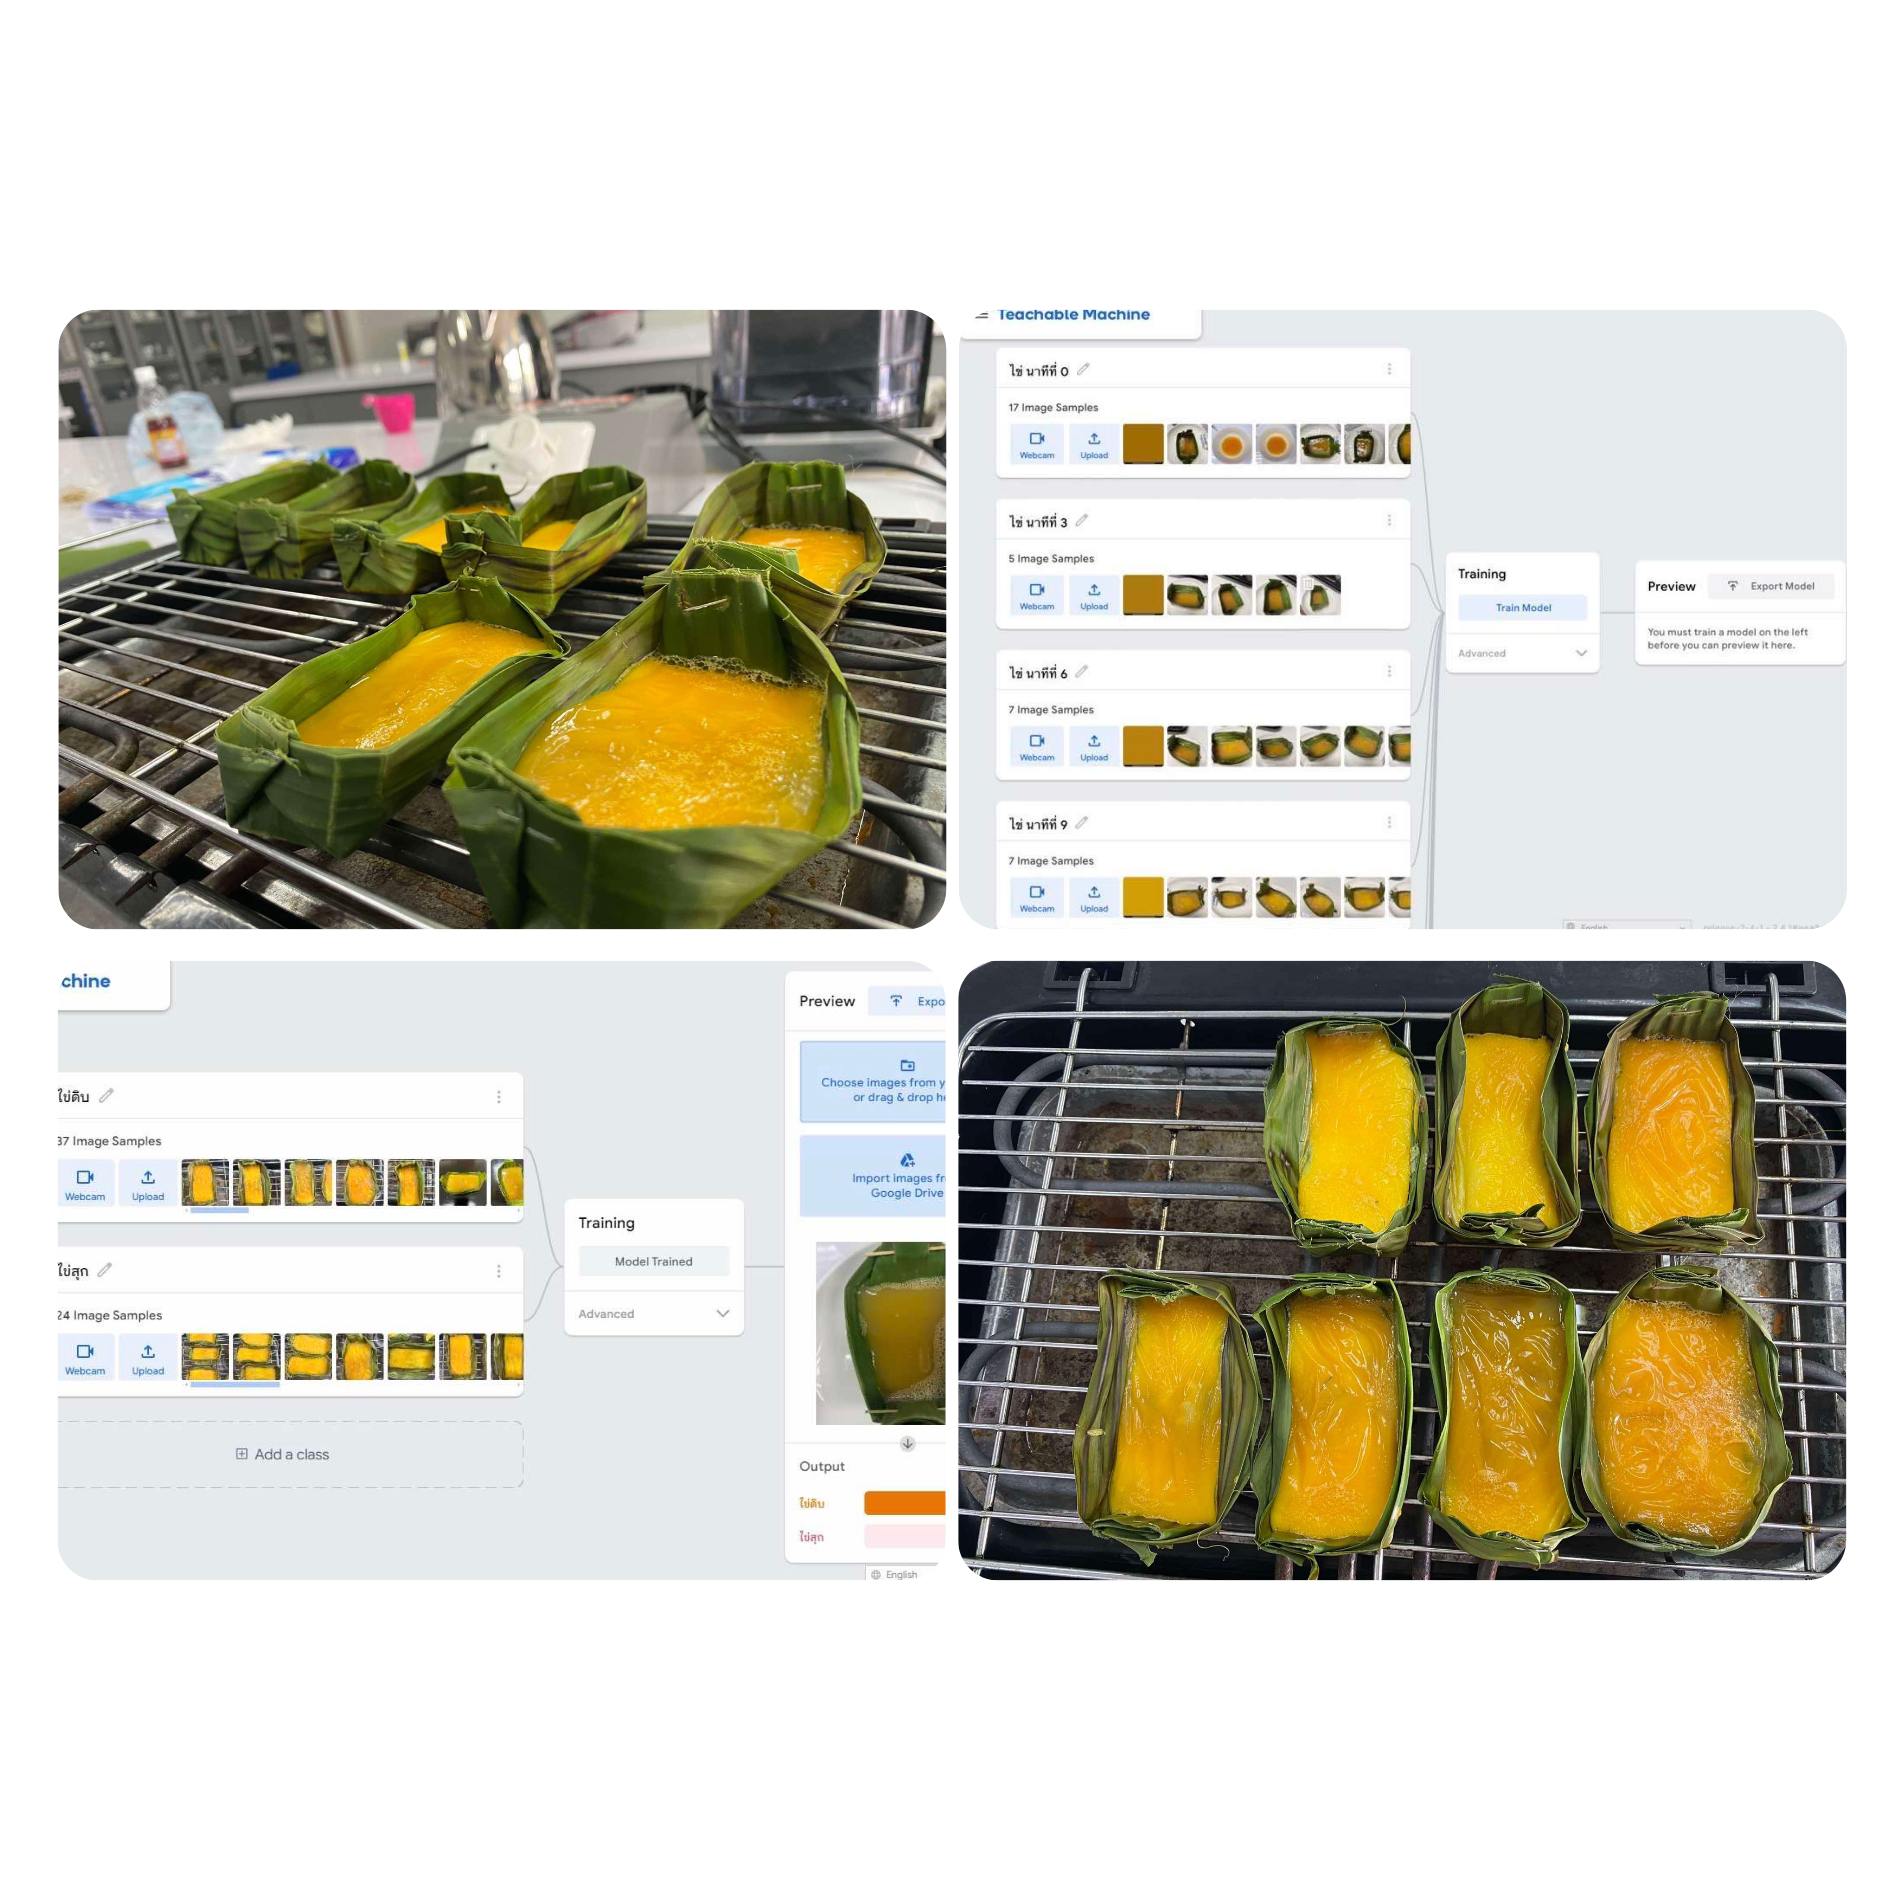 Teachable Machine
ไข่ นาทีที่ 0
17 Image Samples
Webcam
Upload
ไข่ นาทีที่ 3
5 Image Samples
Webcam
Upload
ไข่ นาทีที่ 6
7 Image Samples
Webcam
Upload
ไข่ นาทีที่ 9
7 Image Samples
Webcam
Upload
Training
Train Model
Advanced
Preview
Export Model
You must train a model on the left
before you can preview it here.
English
chine
ไข่ดิบ
37 Image Samples
Webcam
Upload
ไข่สุก
24 Image Samples
Webcam
Upload
Add a class
Training
Model Trained
Advanced
Preview
Expo
Choose images from y
or drag & drop he
Import images fr
Google Drive
Output
ไข่ดิบ
ไข่สุก
English